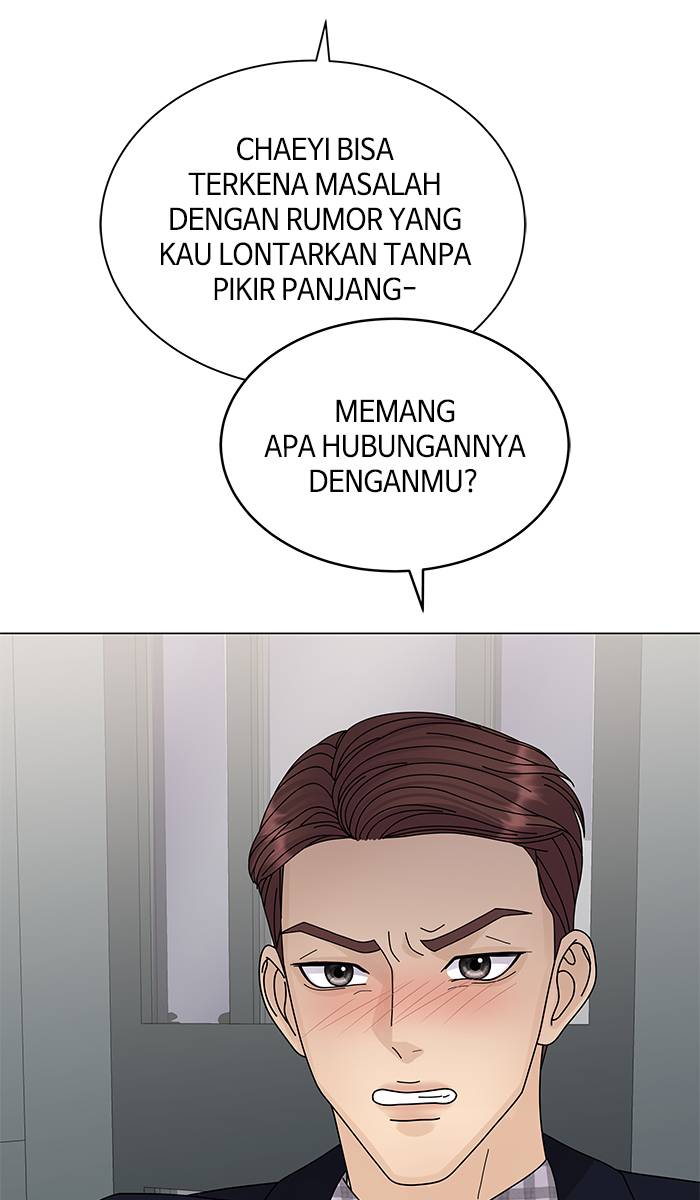 CHAEYI BISA
TERKENA MASALAH
DENGAN RUMOR YANG
KAU LONTARKAN TANPA
PIKIR PANJANG-
MEMANG
APA HUBUNGANNYA
DENGANMU?